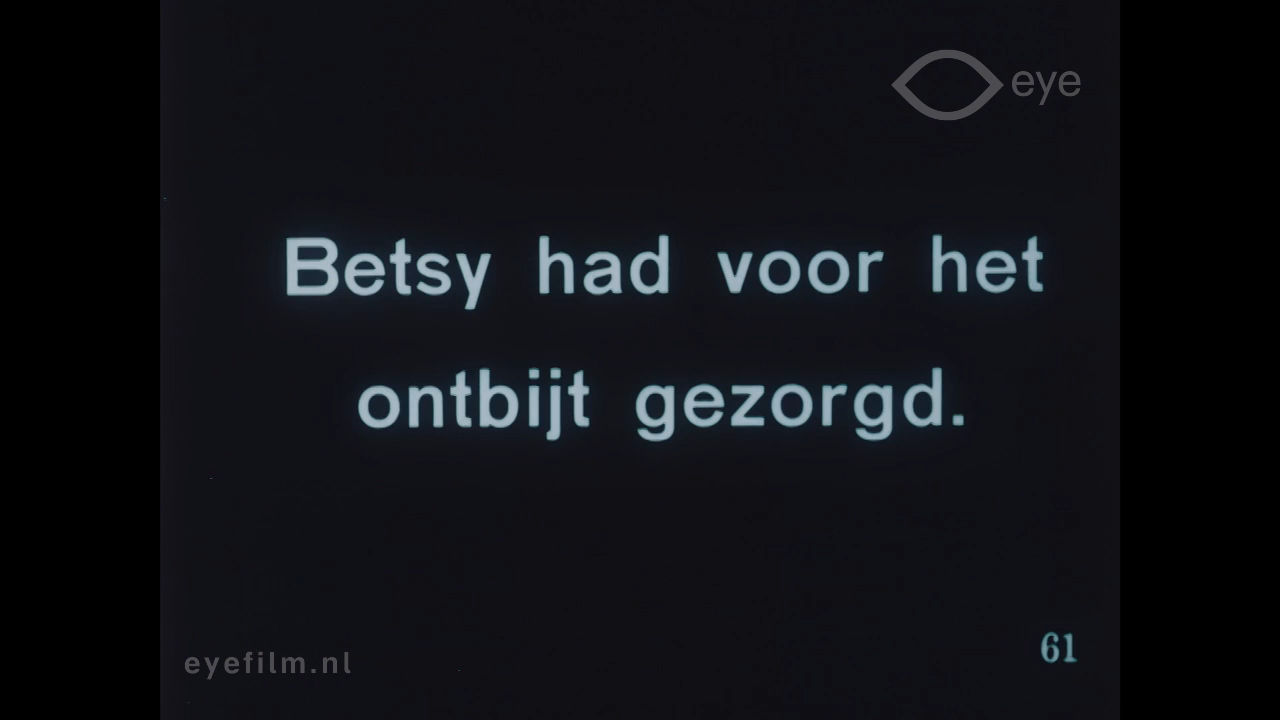 eye
Betsy had voor het
ontbijt gezorgd.
61
eyefilm.nl